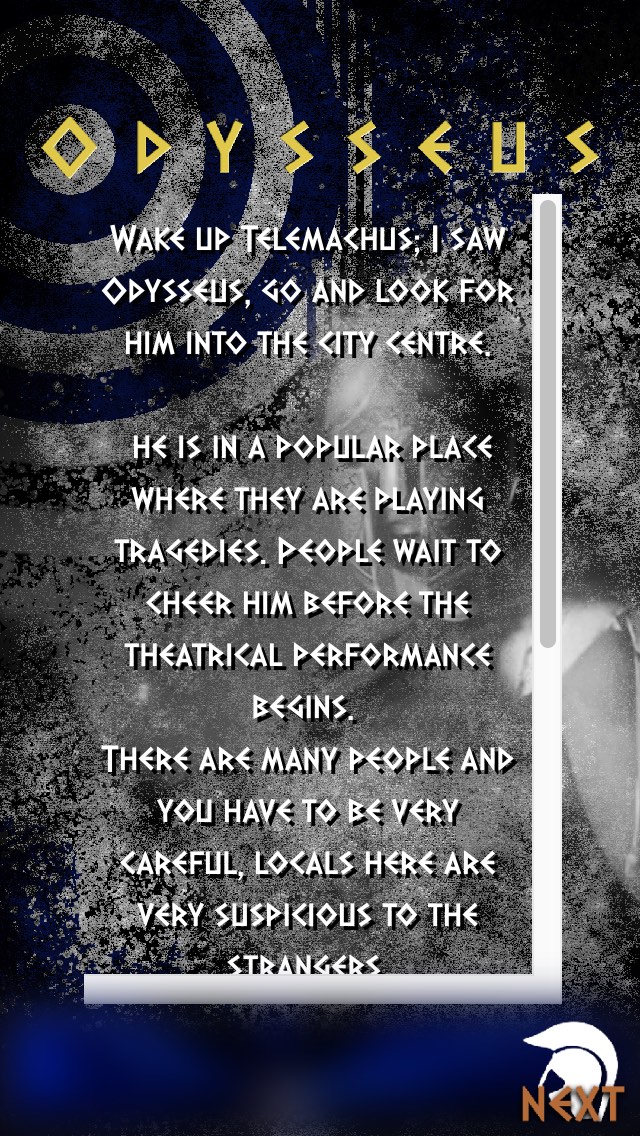 ODYSSEUS
WAKE UP TELEMACHUS; I SAW
ODYSSEUS, GO AND LOOK FOR
HIM INTO THE CITY CENTRE.
HE IS IN A POPULAR PLACE
WHERE THEY ARE PLAYING
TRAGEDIES. PEOPLE WAIT TO
CHEER HIM BEFORE THE
THEATRICAL PERFORMANCE
BEGINS.
THERE ARE MANY PEOPLE AND
YOU HAVE TO BE VERY
CAREFUL, LOCALS HERE ARE
VERY SUSPICIOUS TO THE
STRANGERS
NEXT